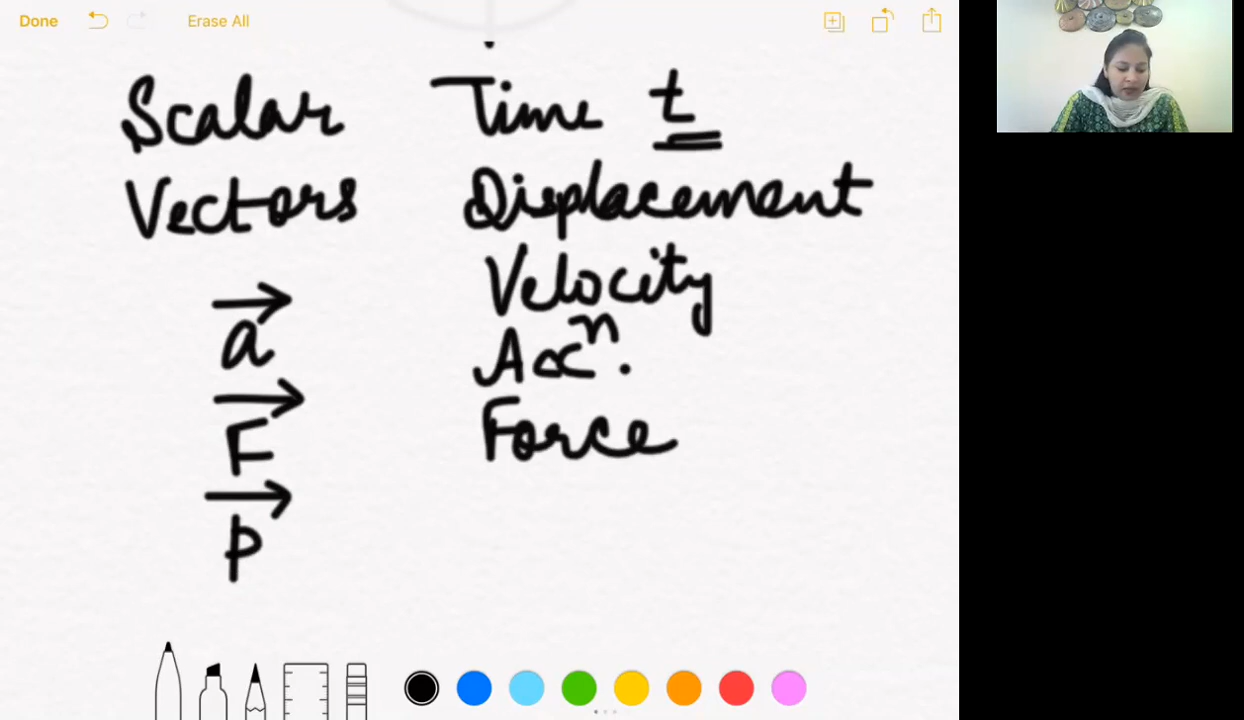 Done Erase All
Scalar Time t
Vectors Displacement
Velocity
a Accⁿ.
F Force
p